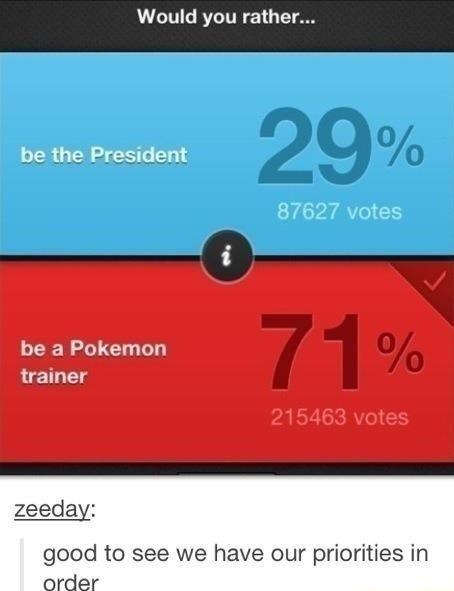 Would you rather...
be the President
29%
87627 votes
i
be a Pokemon
trainer
71%
215463 votes
zeeday:
good to see we have our priorities in
order